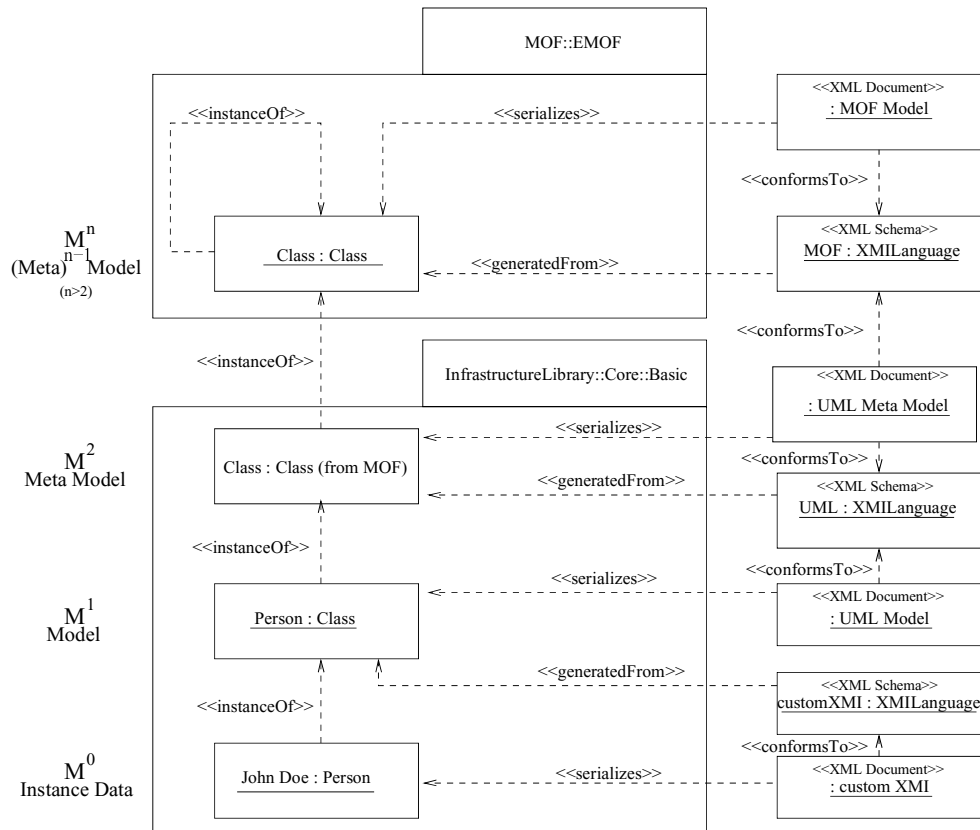 MOF::EMOF
<<XML Document>>
: MOF Model
<<instanceOf>>
<<serializes>>
<<conformsTo>>
M^n
(Meta)^n−1 Model
(n>2)
Class : Class
<<generatedFrom>>
<<XML Schema>>
MOF : XMILanguage
<<conformsTo>>
<<instanceOf>>
InfrastructureLibrary::Core::Basic
<<XML Document>>
: UML Meta Model
<<serializes>>
M^2
Meta Model
Class : Class (from MOF)
<<conformsTo>>
<<generatedFrom>>
<<XML Schema>>
UML : XMILanguage
<<instanceOf>>
<<conformsTo>>
<<serializes>>
M^1
Model
Person : Class
<<XML Document>>
: UML Model
<<generatedFrom>>
<<XML Schema>>
customXMI : XMILanguage
<<instanceOf>>
<<conformsTo>>
M^0
Instance Data
John Doe : Person
<<serializes>>
<<XML Document>>
: custom XMI